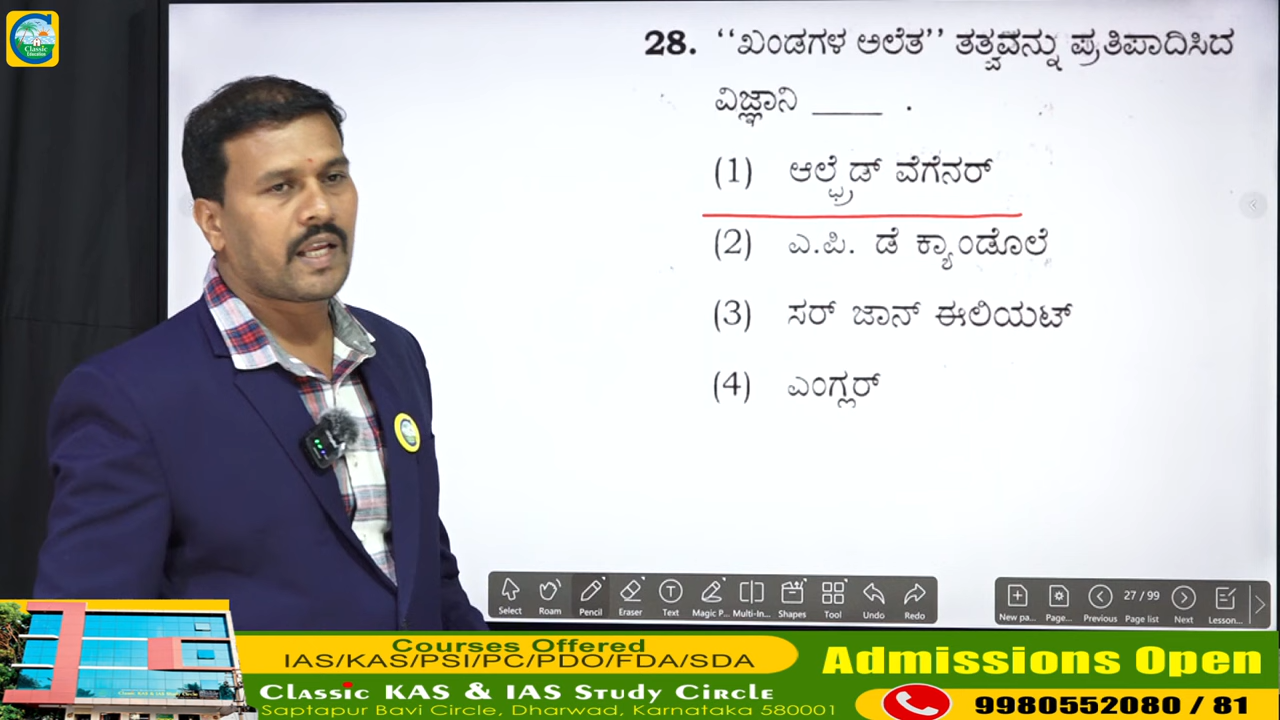 Classic
Education
28. ‘‘ಖಂಡಗಳ ಅಲೆತ’’ ತತ್ವವನ್ನು ಪ್ರತಿಪಾದಿಸಿದ
ವಿಜ್ಞಾನಿ ____ .
(1) ಆಲ್ಫ್ರೆಡ್ ವೆಗೆನರ್
(2) ಎ.ಪಿ. ಡೆ ಕ್ಯಾಂಡೊಲೆ
(3) ಸರ್ ಜಾನ್ ಈಲಿಯಟ್
(4) ಎಂಗ್ಲರ್
Select Roam Pencil Eraser Text Magic P... Multi-In... Shapes Tool Undo Redo
New pa... Page... Previous 27 / 99 Page list Next Lesson...
Courses Offered
IAS/KAS/PSI/PC/PDO/FDA/SDA
Admissions Open
Classic KAS & IAS Study Circle
Saptapur Bavi Circle, Dharwad, Karnataka 580001
9980552080 / 81